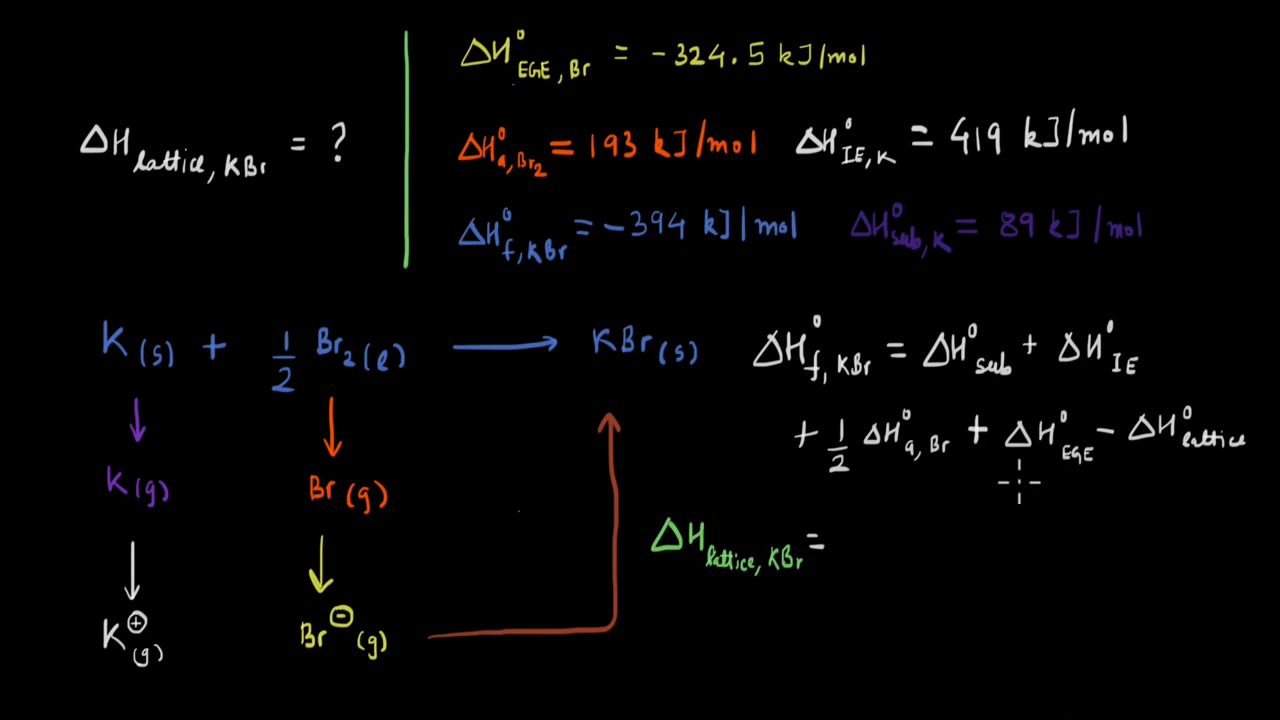 ΔH°EGE, Br = -324.5 kJ/mol
ΔHlattice, KBr = ?
ΔH°a, Br₂ = 193 kJ/mol ΔH°IE, K = 419 kJ/mol
ΔH°f, KBr = -394 kJ/mol ΔH°sub, K = 89 kJ/mol
K(s) + 1/2 Br₂(l) → KBr(s)
ΔH°f, KBr = ΔH°sub + ΔH°IE
+ 1/2 ΔH°a, Br + ΔH°EGE - ΔH°lattice
K(g) Br(g)
ΔHlattice, KBr =
K⊕(g) Br⊖(g)